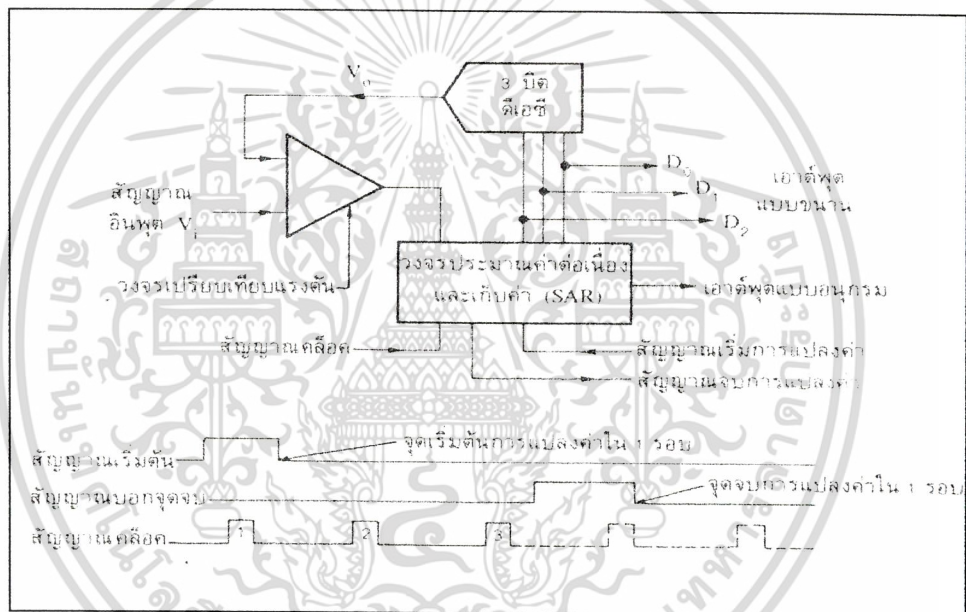 V₀
3 บิต
ดีเอซี
D₀
D₁
D₂
เอาต์พุต
แบบขนาน
สัญญาณ
อินพุต V₁
วงจรเปรียบเทียบแรงดัน
วงจรประมาณค่าต่อเนื่อง
และเก็บค่า (SAR)
เอาต์พุตแบบอนุกรม
สัญญาณคล็อค
สัญญาณเริ่มการแปลงค่า
สัญญาณจบการแปลงค่า
สัญญาณเริ่มต้น
จุดเริ่มต้นการแปลงค่าใน 1 รอบ
สัญญาณบอกจุดจบ
จุดจบการแปลงค่าใน 1 รอบ
สัญญาณคล็อค
1
2
3